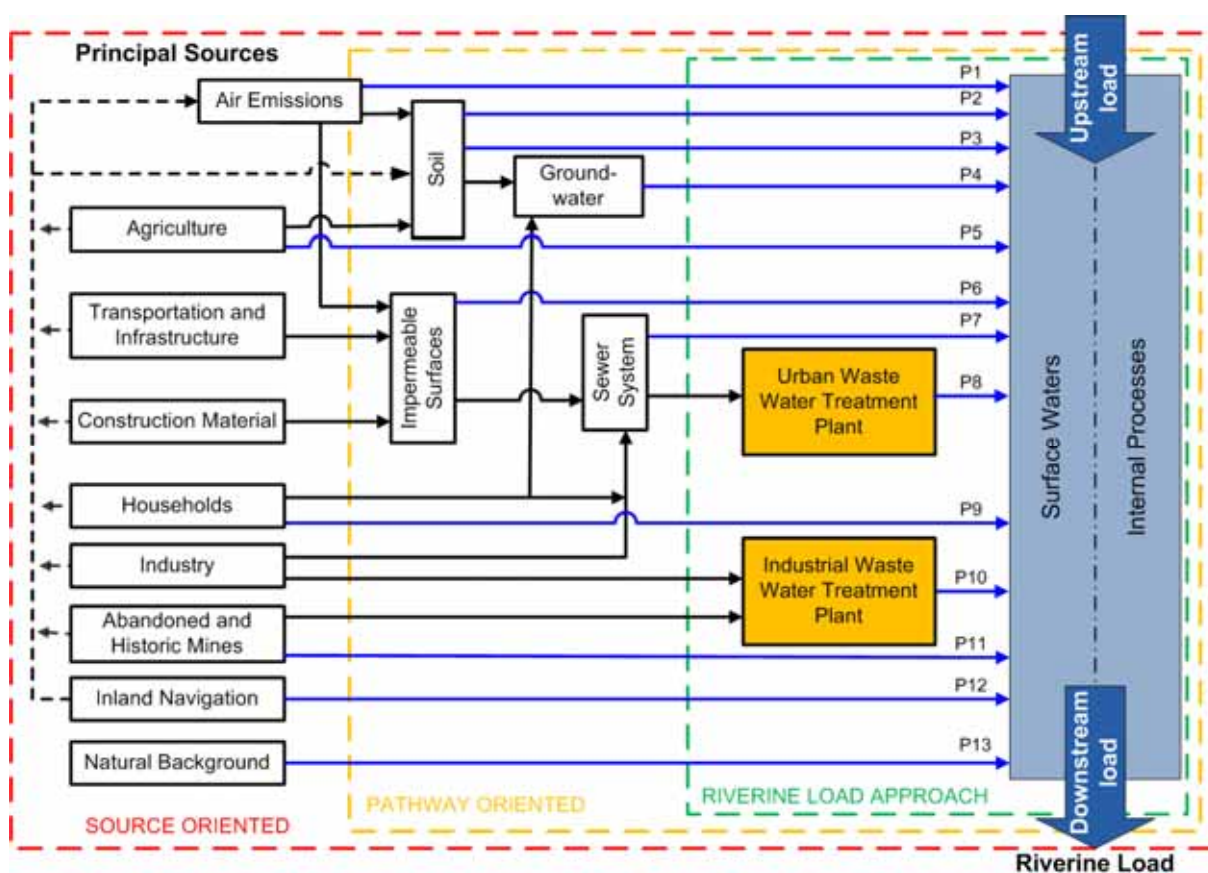 Principal Sources
Air Emissions
Agriculture
Transportation and
Infrastructure
Construction Material
Households
Industry
Abandoned and
Historic Mines
Inland Navigation
Natural Background
SOURCE ORIENTED
Soil
Ground-
water
Impermeable
Surfaces
Sewer
System
PATHWAY ORIENTED
Urban Waste
Water Treatment
Plant
Industrial Waste
Water Treatment
Plant
RIVERINE LOAD APPROACH
P1
P2
P3
P4
P5
P6
P7
P8
P9
P10
P11
P12
P13
Upstream
load
Surface Waters
Internal Processes
Downstream
load
Riverine Load